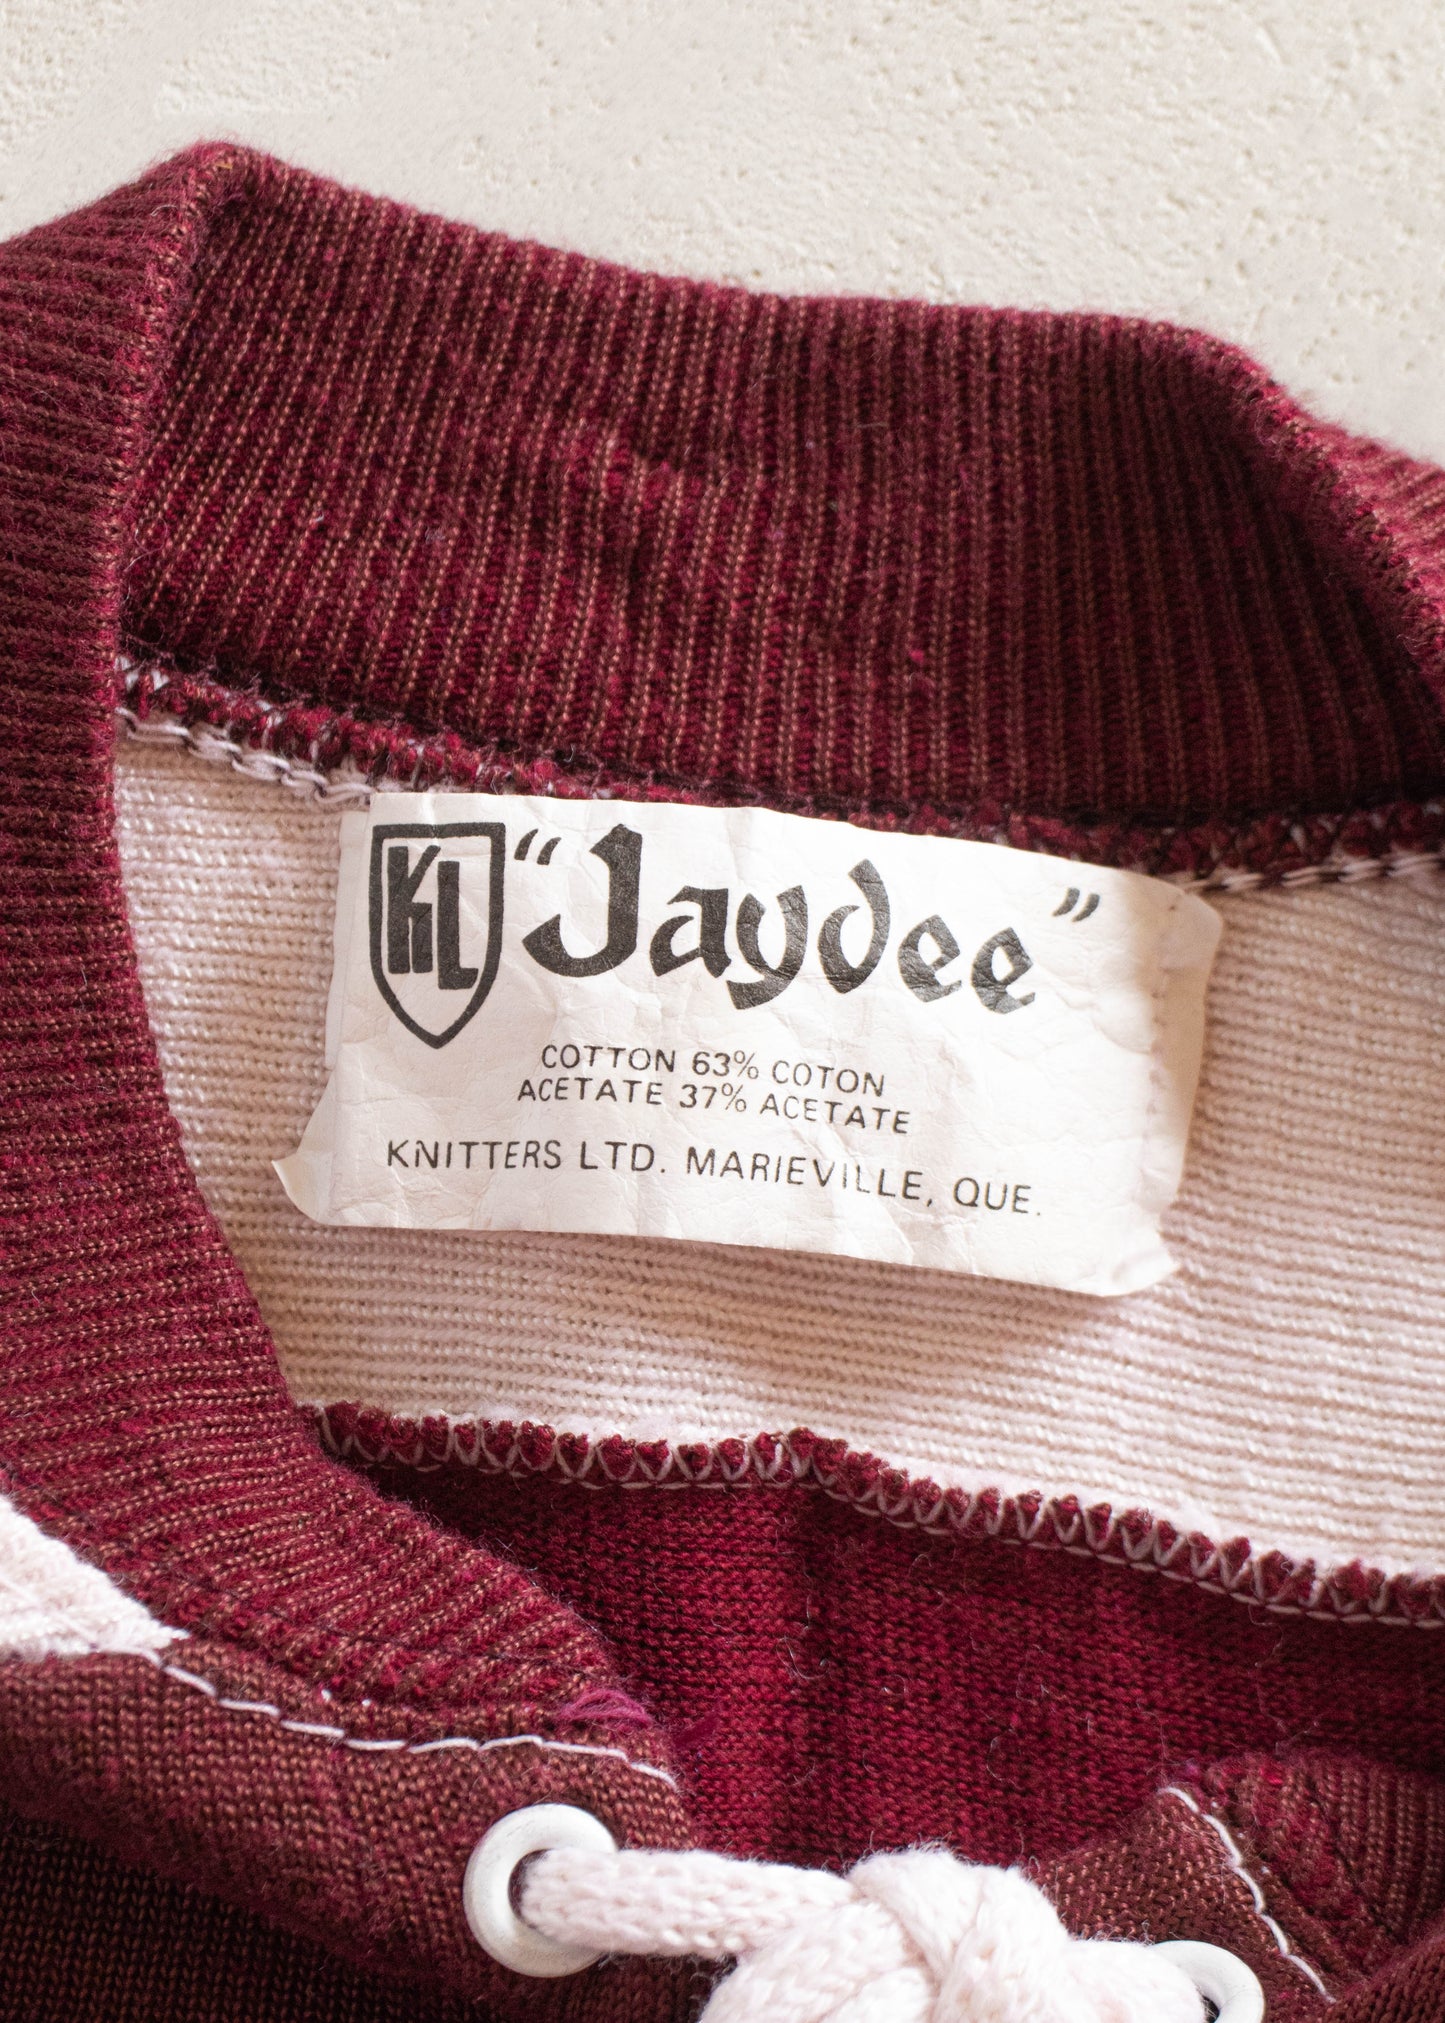 KL "Jaydee"
COTTON 63% COTON
ACETATE 37% ACETATE
KNITTERS LTD. MARIEVILLE, QUE.